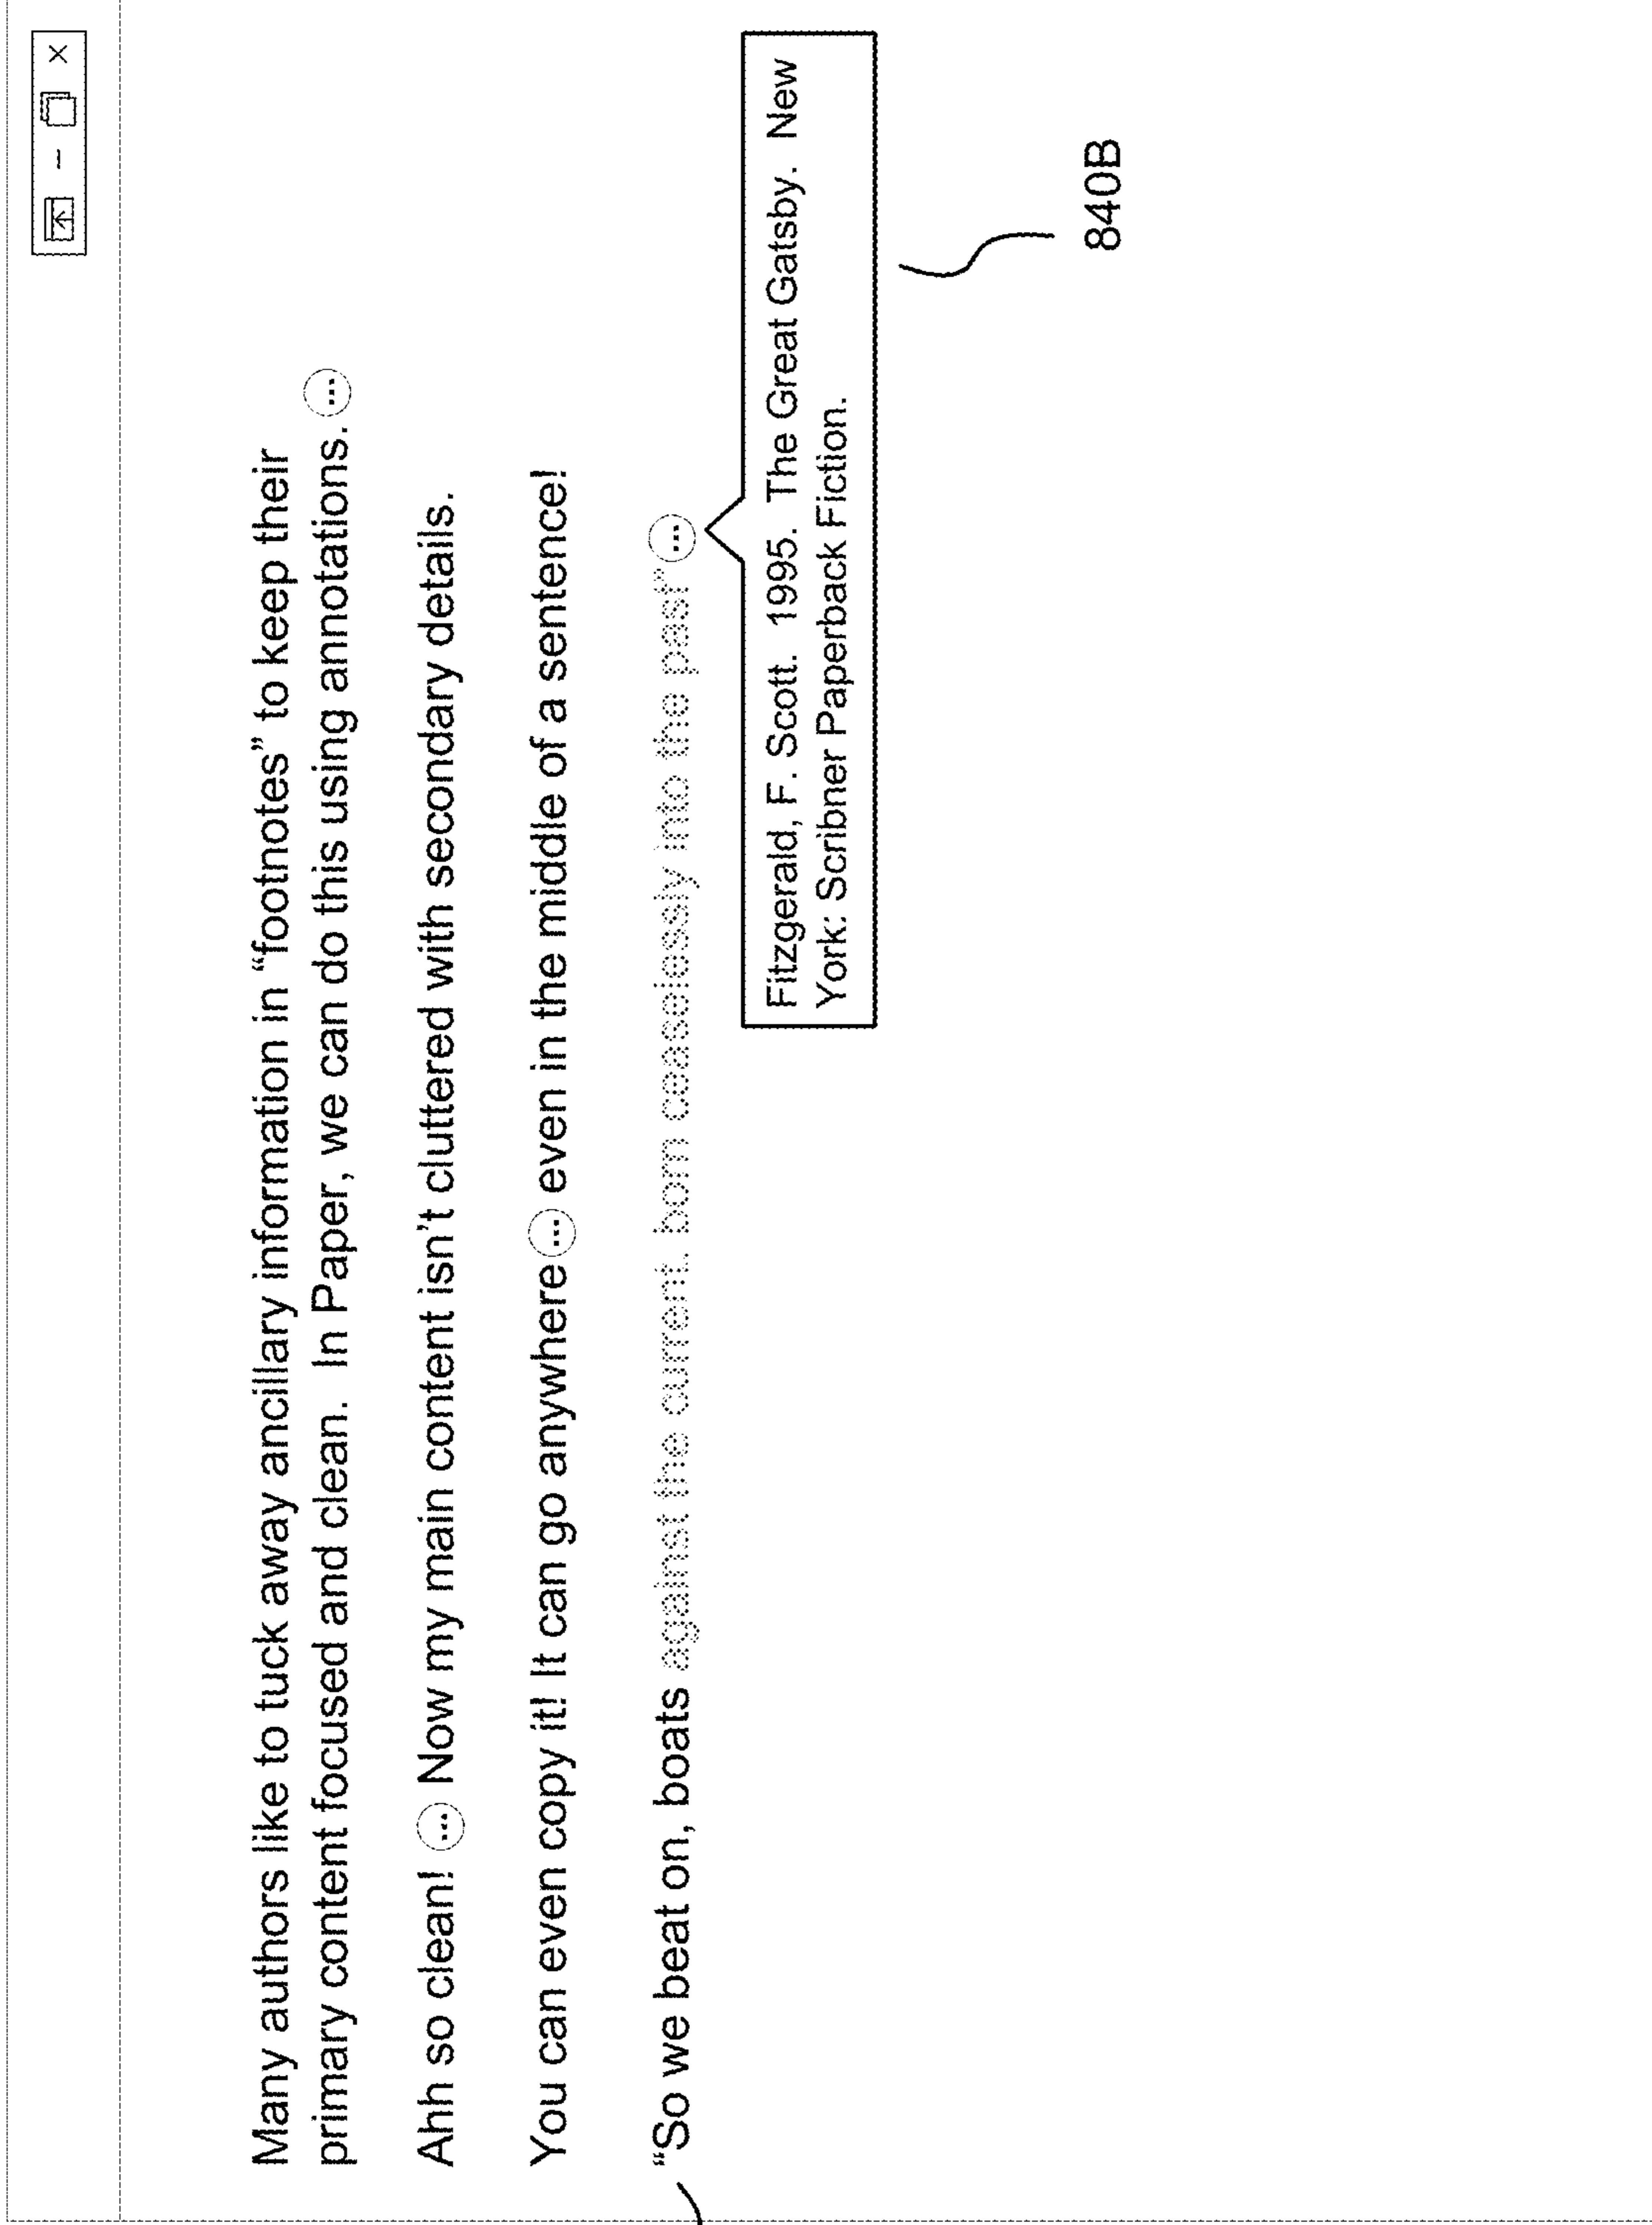 Many authors like to tuck away ancillary information in “footnotes” to keep their
primary content focused and clean. In Paper, we can do this using annotations. ...
Ahh so clean! ... Now my main content isn't cluttered with secondary details.
You can even copy it! It can go anywhere ... even in the middle of a sentence!
“So we beat on, boats against the current, born ceaselessly into the past” ...
Fitzgerald, F. Scott. 1995. The Great Gatsby. New
York: Scribner Paperback Fiction.
840B